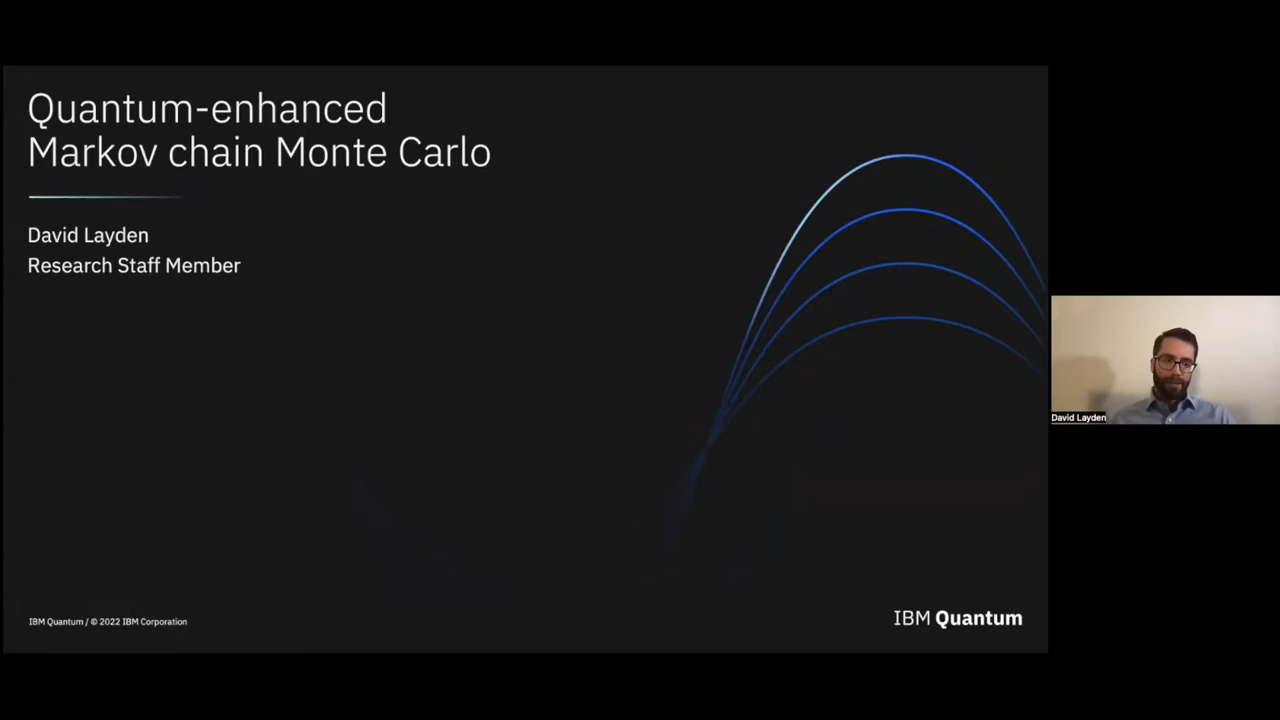 Quantum-enhanced
Markov chain Monte Carlo
David Layden
Research Staff Member
David Layden
IBM Quantum / © 2022 IBM Corporation
IBM Quantum